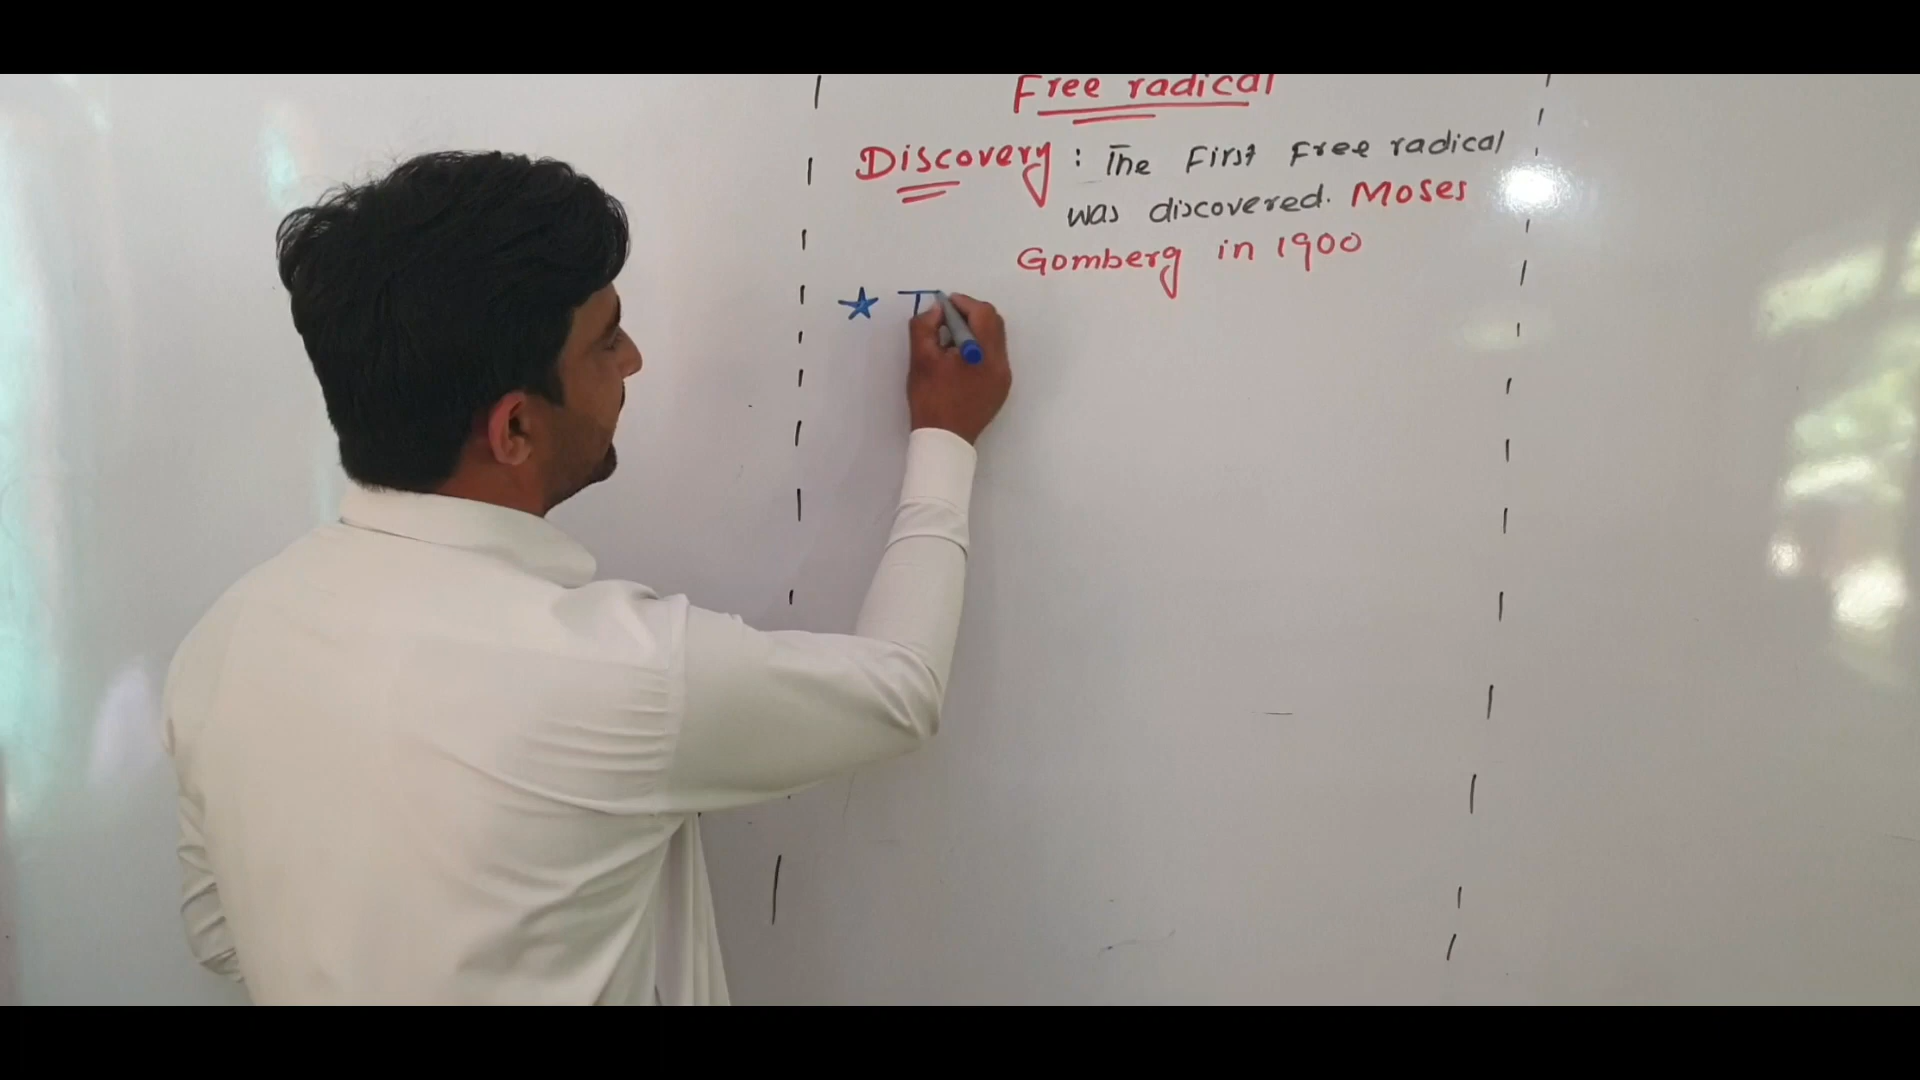 Free radical
Discovery : The First Free radical
was discovered. Moses
Gomberg in 1900
★ T